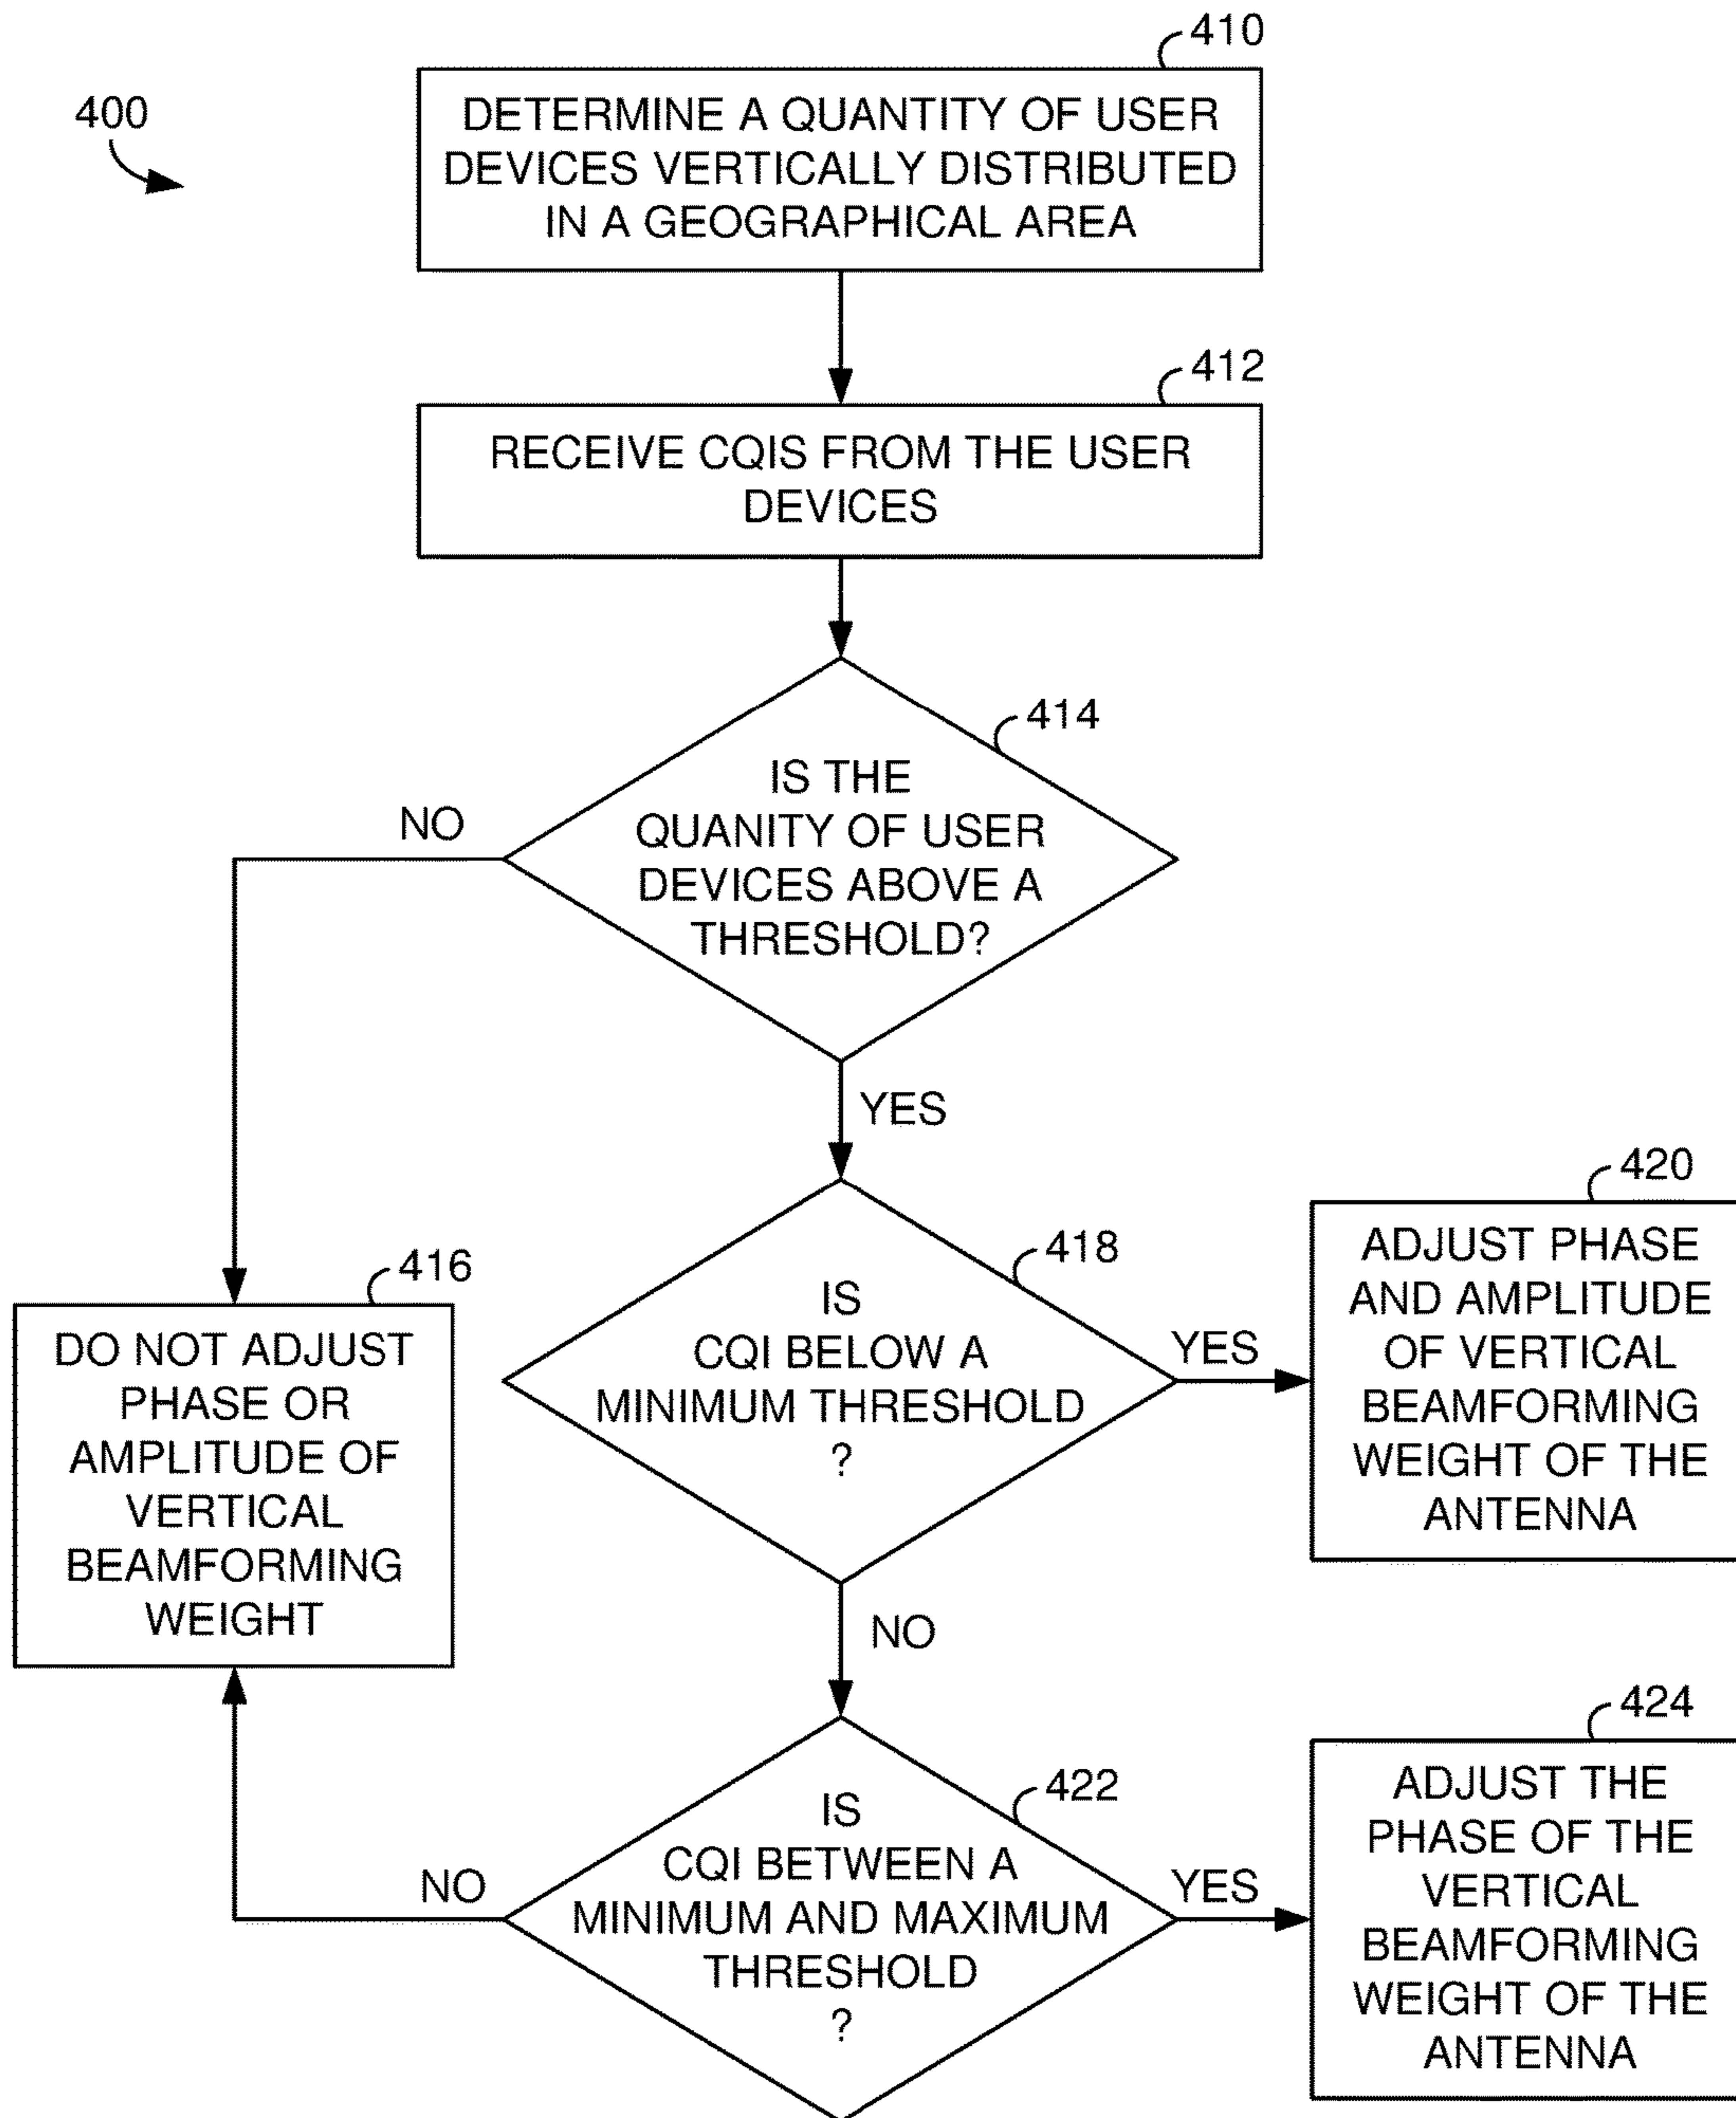 410
400
DETERMINE A QUANTITY OF USER
DEVICES VERTICALLY DISTRIBUTED
IN A GEOGRAPHICAL AREA
412
RECEIVE CQIS FROM THE USER
DEVICES
414
IS THE
QUANITY OF USER
DEVICES ABOVE A
THRESHOLD?
NO
YES
416
DO NOT ADJUST
PHASE OR
AMPLITUDE OF
VERTICAL
BEAMFORMING
WEIGHT
418
IS
CQI BELOW A
MINIMUM THRESHOLD
?
YES
420
ADJUST PHASE
AND AMPLITUDE
OF VERTICAL
BEAMFORMING
WEIGHT OF THE
ANTENNA
NO
422
IS
CQI BETWEEN A
MINIMUM AND MAXIMUM
THRESHOLD
?
NO
YES
424
ADJUST THE
PHASE OF THE
VERTICAL
BEAMFORMING
WEIGHT OF THE
ANTENNA